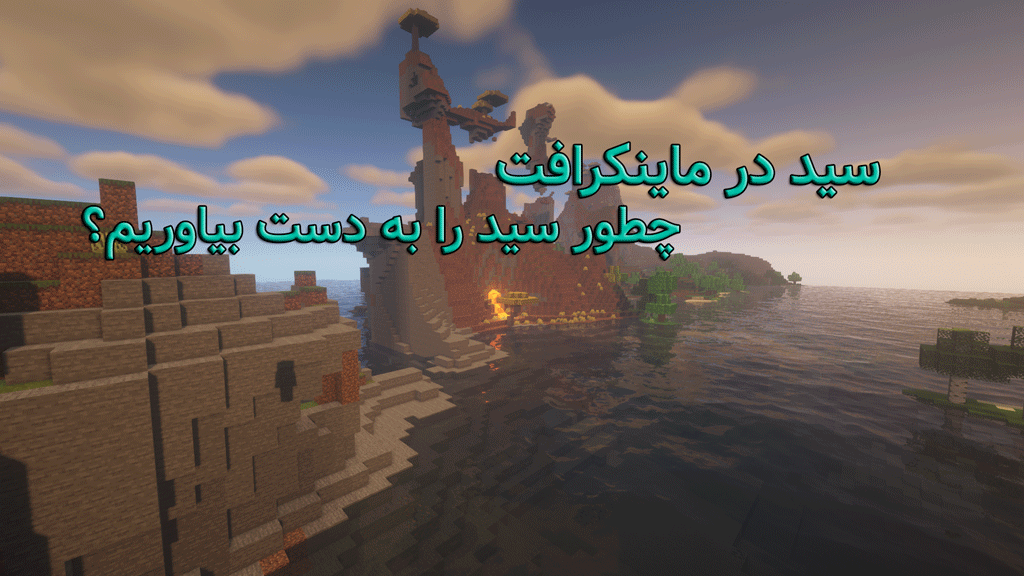 سید در ماینکرافت
چطور سید را به دست بیاوریم؟